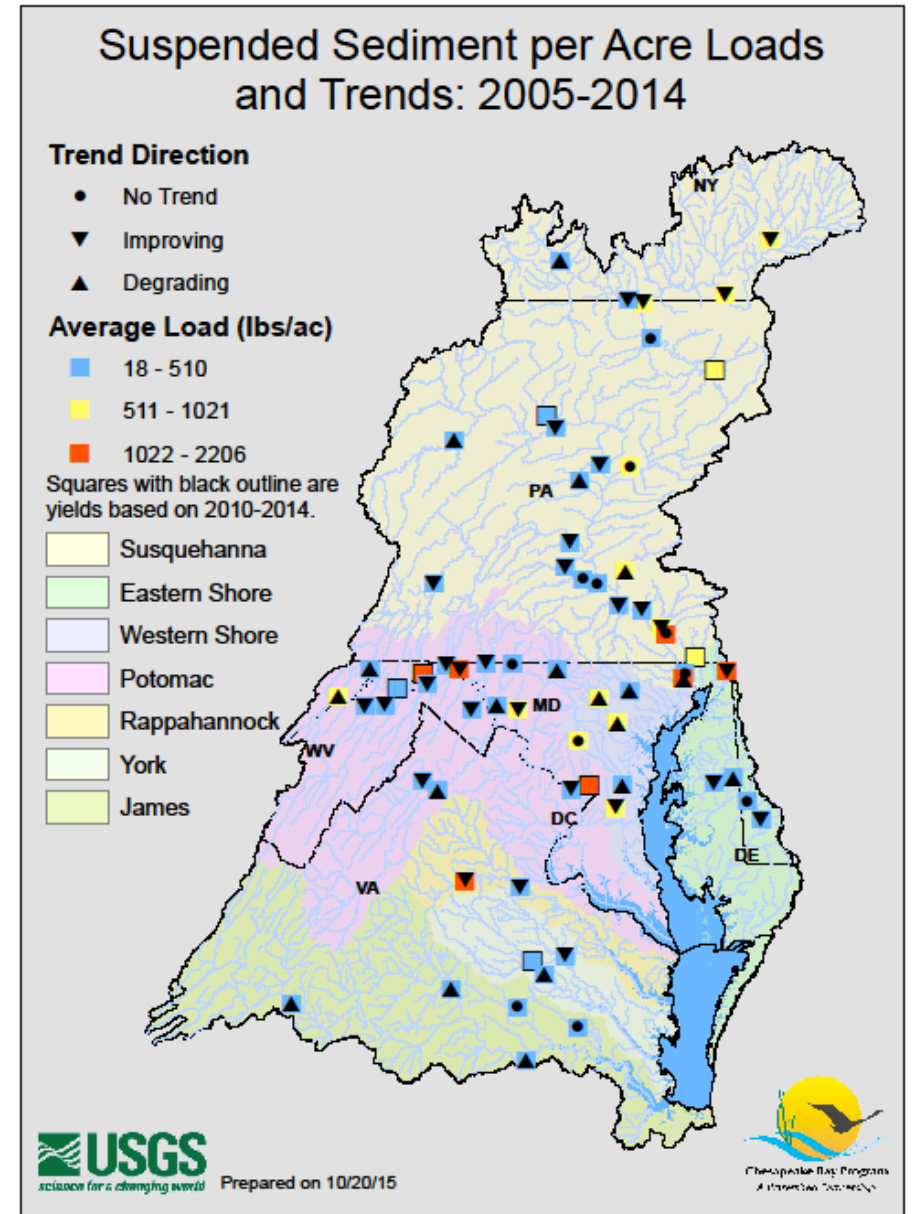 Suspended Sediment per Acre Loads
and Trends: 2005-2014
Trend Direction
No Trend
Improving
Degrading
Average Load (lbs/ac)
18 - 510
511 - 1021
1022 - 2206
Squares with black outline are
yields based on 2010-2014.
Susquehanna
Eastern Shore
Western Shore
Potomac
Rappahannock
York
James
NY
PA
MD
WV
DC
DE
VA
USGS
science for a changing world
Prepared on 10/20/15
Chesapeake Bay Program
A Watershed Partnership